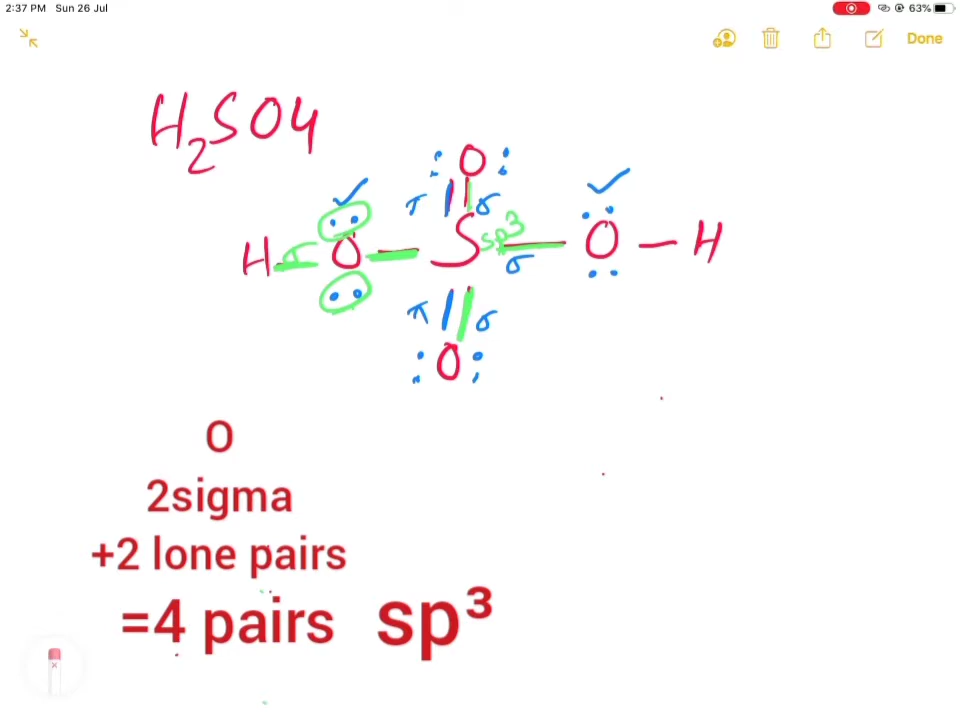 2:37 PM Sun 26 Jul 63%
Done
H2SO4
O
π σ
H σ O S sp3 O H
σ
π σ
O
O
2sigma
+2 lone pairs
=4 pairs sp³